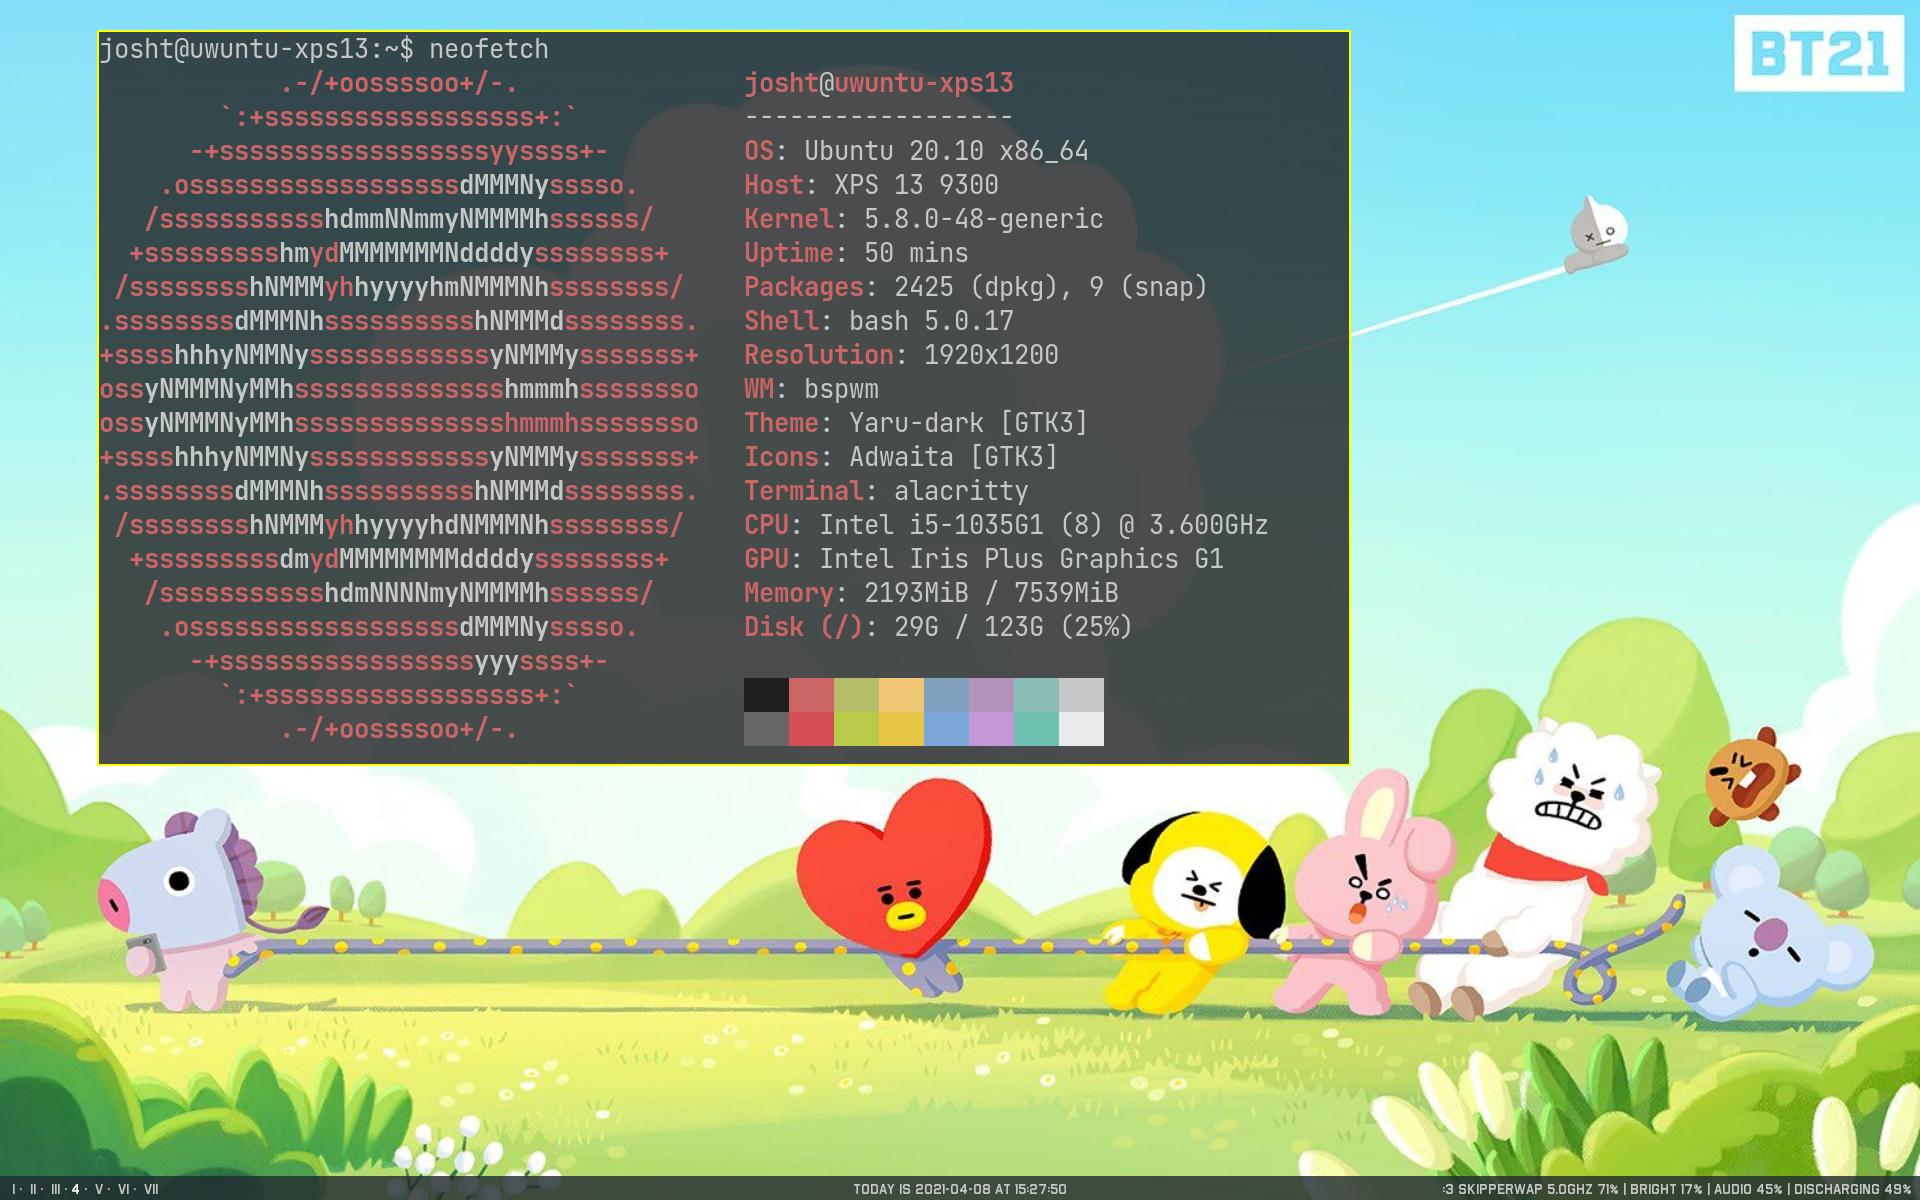 josht@uwuntu-xps13:~$ neofetch
.-/+oossssoo+/-.
`:+ssssssssssssssssss+:`
-+ssssssssssssssssssyyssss+-
.ossssssssssssssssssdMMMNysssso.
/ssssssssssshdmmNNmmyNMMMMhssssss/
+ssssssssshmydMMMMMMMNddddyssssssss+
/sssssssshNMMMyhhyyyyhmNMMMNhssssssss/
.ssssssssdMMMNhsssssssssshNMMMdssssssss.
+sssshhhyNMMNyssssssssssssyNMMMysssssss+
ossyNMMMNyMMhsssssssssssssshmmmhssssssso
ossyNMMMNyMMhsssssssssssssshmmmhssssssso
+sssshhhyNMMNyssssssssssssyNMMMysssssss+
.ssssssssdMMMNhsssssssssshNMMMdssssssss.
/sssssssshNMMMyhhyyyyhdNMMMNhssssssss/
+sssssssssdmydMMMMMMMMddddyssssssss+
/ssssssssssshdmNNNNmyNMMMMhssssss/
.ossssssssssssssssssdMMMNysssso.
-+sssssssssssssssssyyyssss+-
`:+ssssssssssssssssss+:`
.-/+oossssoo+/-.
josht@uwuntu-xps13
------------------
OS: Ubuntu 20.10 x86_64
Host: XPS 13 9300
Kernel: 5.8.0-48-generic
Uptime: 50 mins
Packages: 2425 (dpkg), 9 (snap)
Shell: bash 5.0.17
Resolution: 1920x1200
WM: bspwm
Theme: Yaru-dark [GTK3]
Icons: Adwaita [GTK3]
Terminal: alacritty
CPU: Intel i5-1035G1 (8) @ 3.600GHz
GPU: Intel Iris Plus Graphics G1
Memory: 2193MiB / 7539MiB
Disk (/): 29G / 123G (25%)
BT21
I · II · III · 4 · V · VI · VII
TODAY IS 2021-04-08 AT 15:27:50
:3 SKIPPERWAP 5.0GHZ 71% | BRIGHT 17% | AUDIO 45% | DISCHARGING 49%